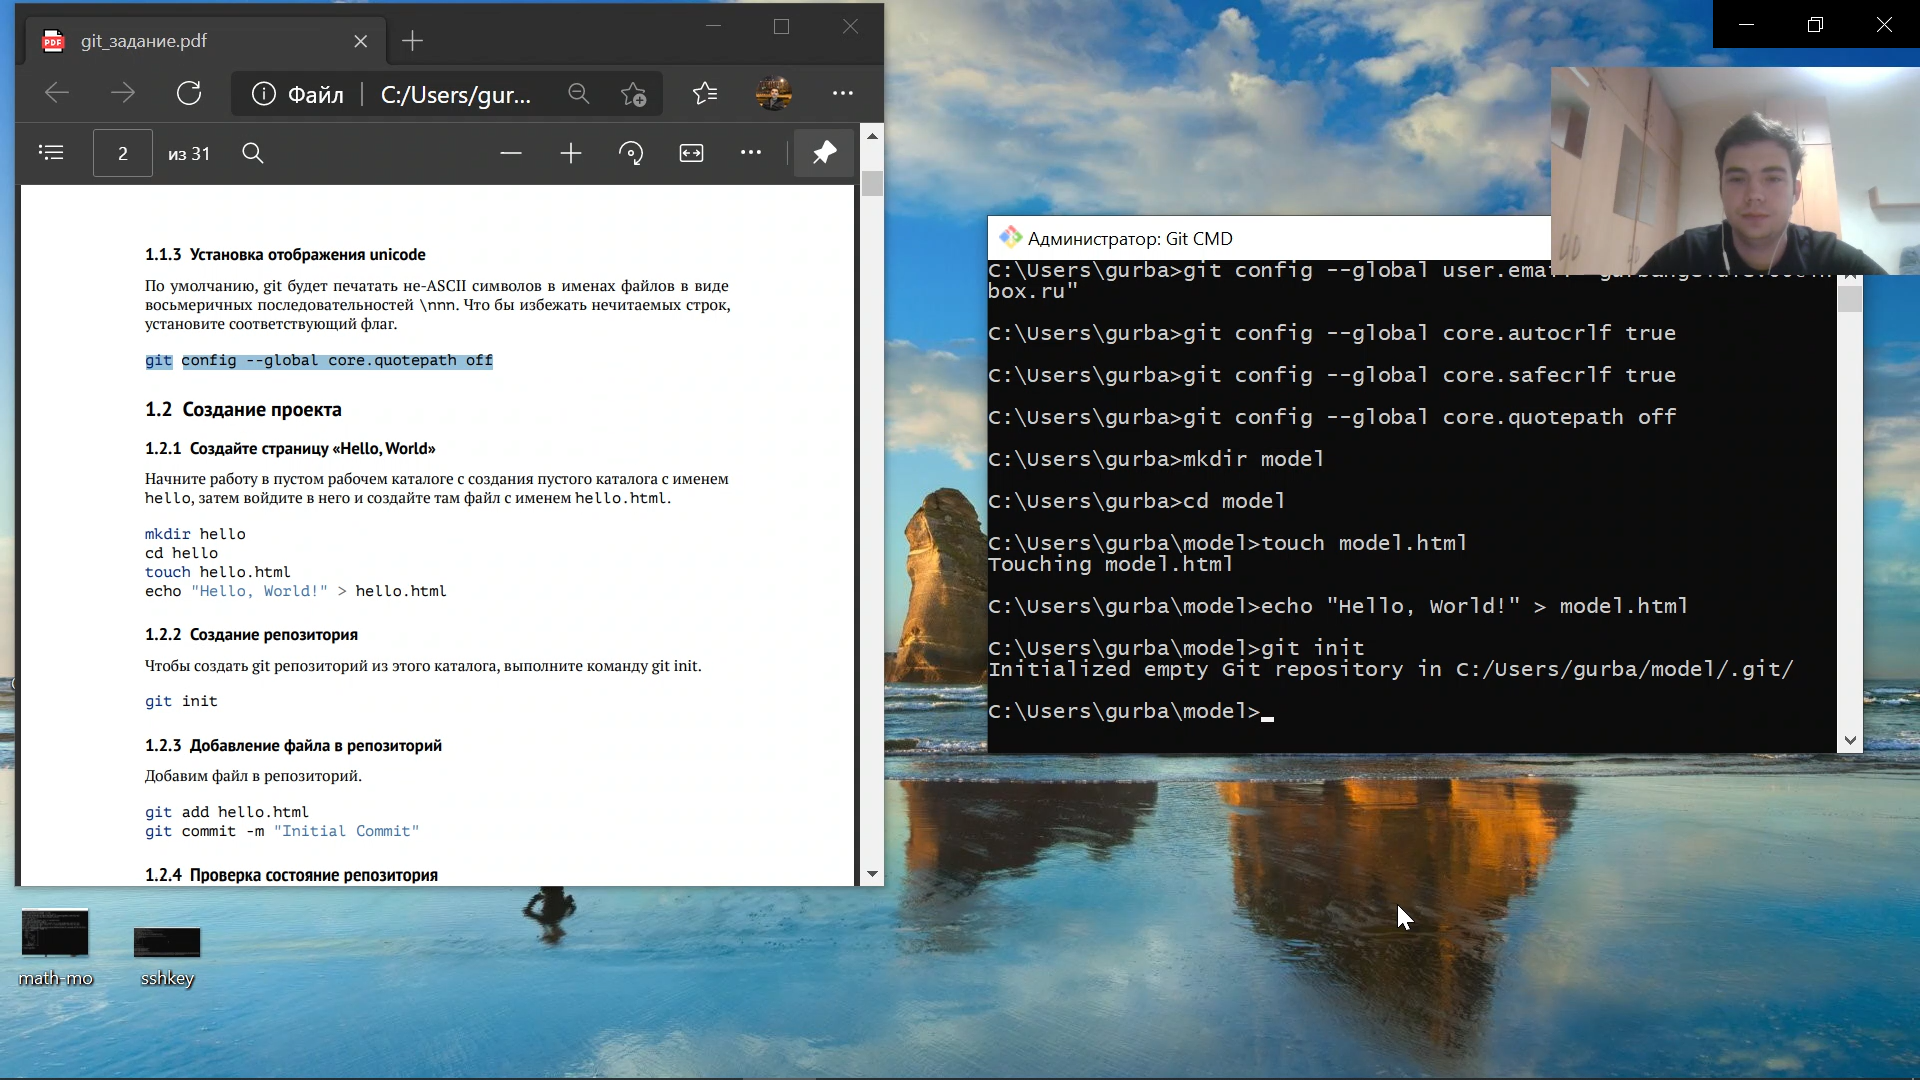 git_задание.pdf
Файл
C:/Users/gur...
2
из 31
1.1.3 Установка отображения unicode
По умолчанию, git будет печатать не-ASCII символов в именах файлов в виде
восьмеричных последовательностей \nnn. Что бы избежать нечитаемых строк,
установите соответствующий флаг.
git config --global core.quotepath off
1.2 Создание проекта
1.2.1 Создайте страницу «Hello, World»
Начните работу в пустом рабочем каталоге с создания пустого каталога с именем
hello, затем войдите в него и создайте там файл с именем hello.html.
mkdir hello
cd hello
touch hello.html
echo "Hello, World!" > hello.html
1.2.2 Создание репозитория
Чтобы создать git репозиторий из этого каталога, выполните команду git init.
git init
1.2.3 Добавление файла в репозиторий
Добавим файл в репозиторий.
git add hello.html
git commit -m "Initial Commit"
1.2.4 Проверка состояние репозитория
math-mo
sshkey
Администратор: Git CMD
C:\Users\gurba>git config --global
box.ru"
C:\Users\gurba>git config --global core.autocrlf true
C:\Users\gurba>git config --global core.safecrlf true
C:\Users\gurba>git config --global core.quotepath off
C:\Users\gurba>mkdir model
C:\Users\gurba>cd model
C:\Users\gurba\model>touch model.html
Touching model.html
C:\Users\gurba\model>echo "Hello, World!" > model.html
C:\Users\gurba\model>git init
Initialized empty Git repository in C:/Users/gurba/model/.git/
C:\Users\gurba\model>